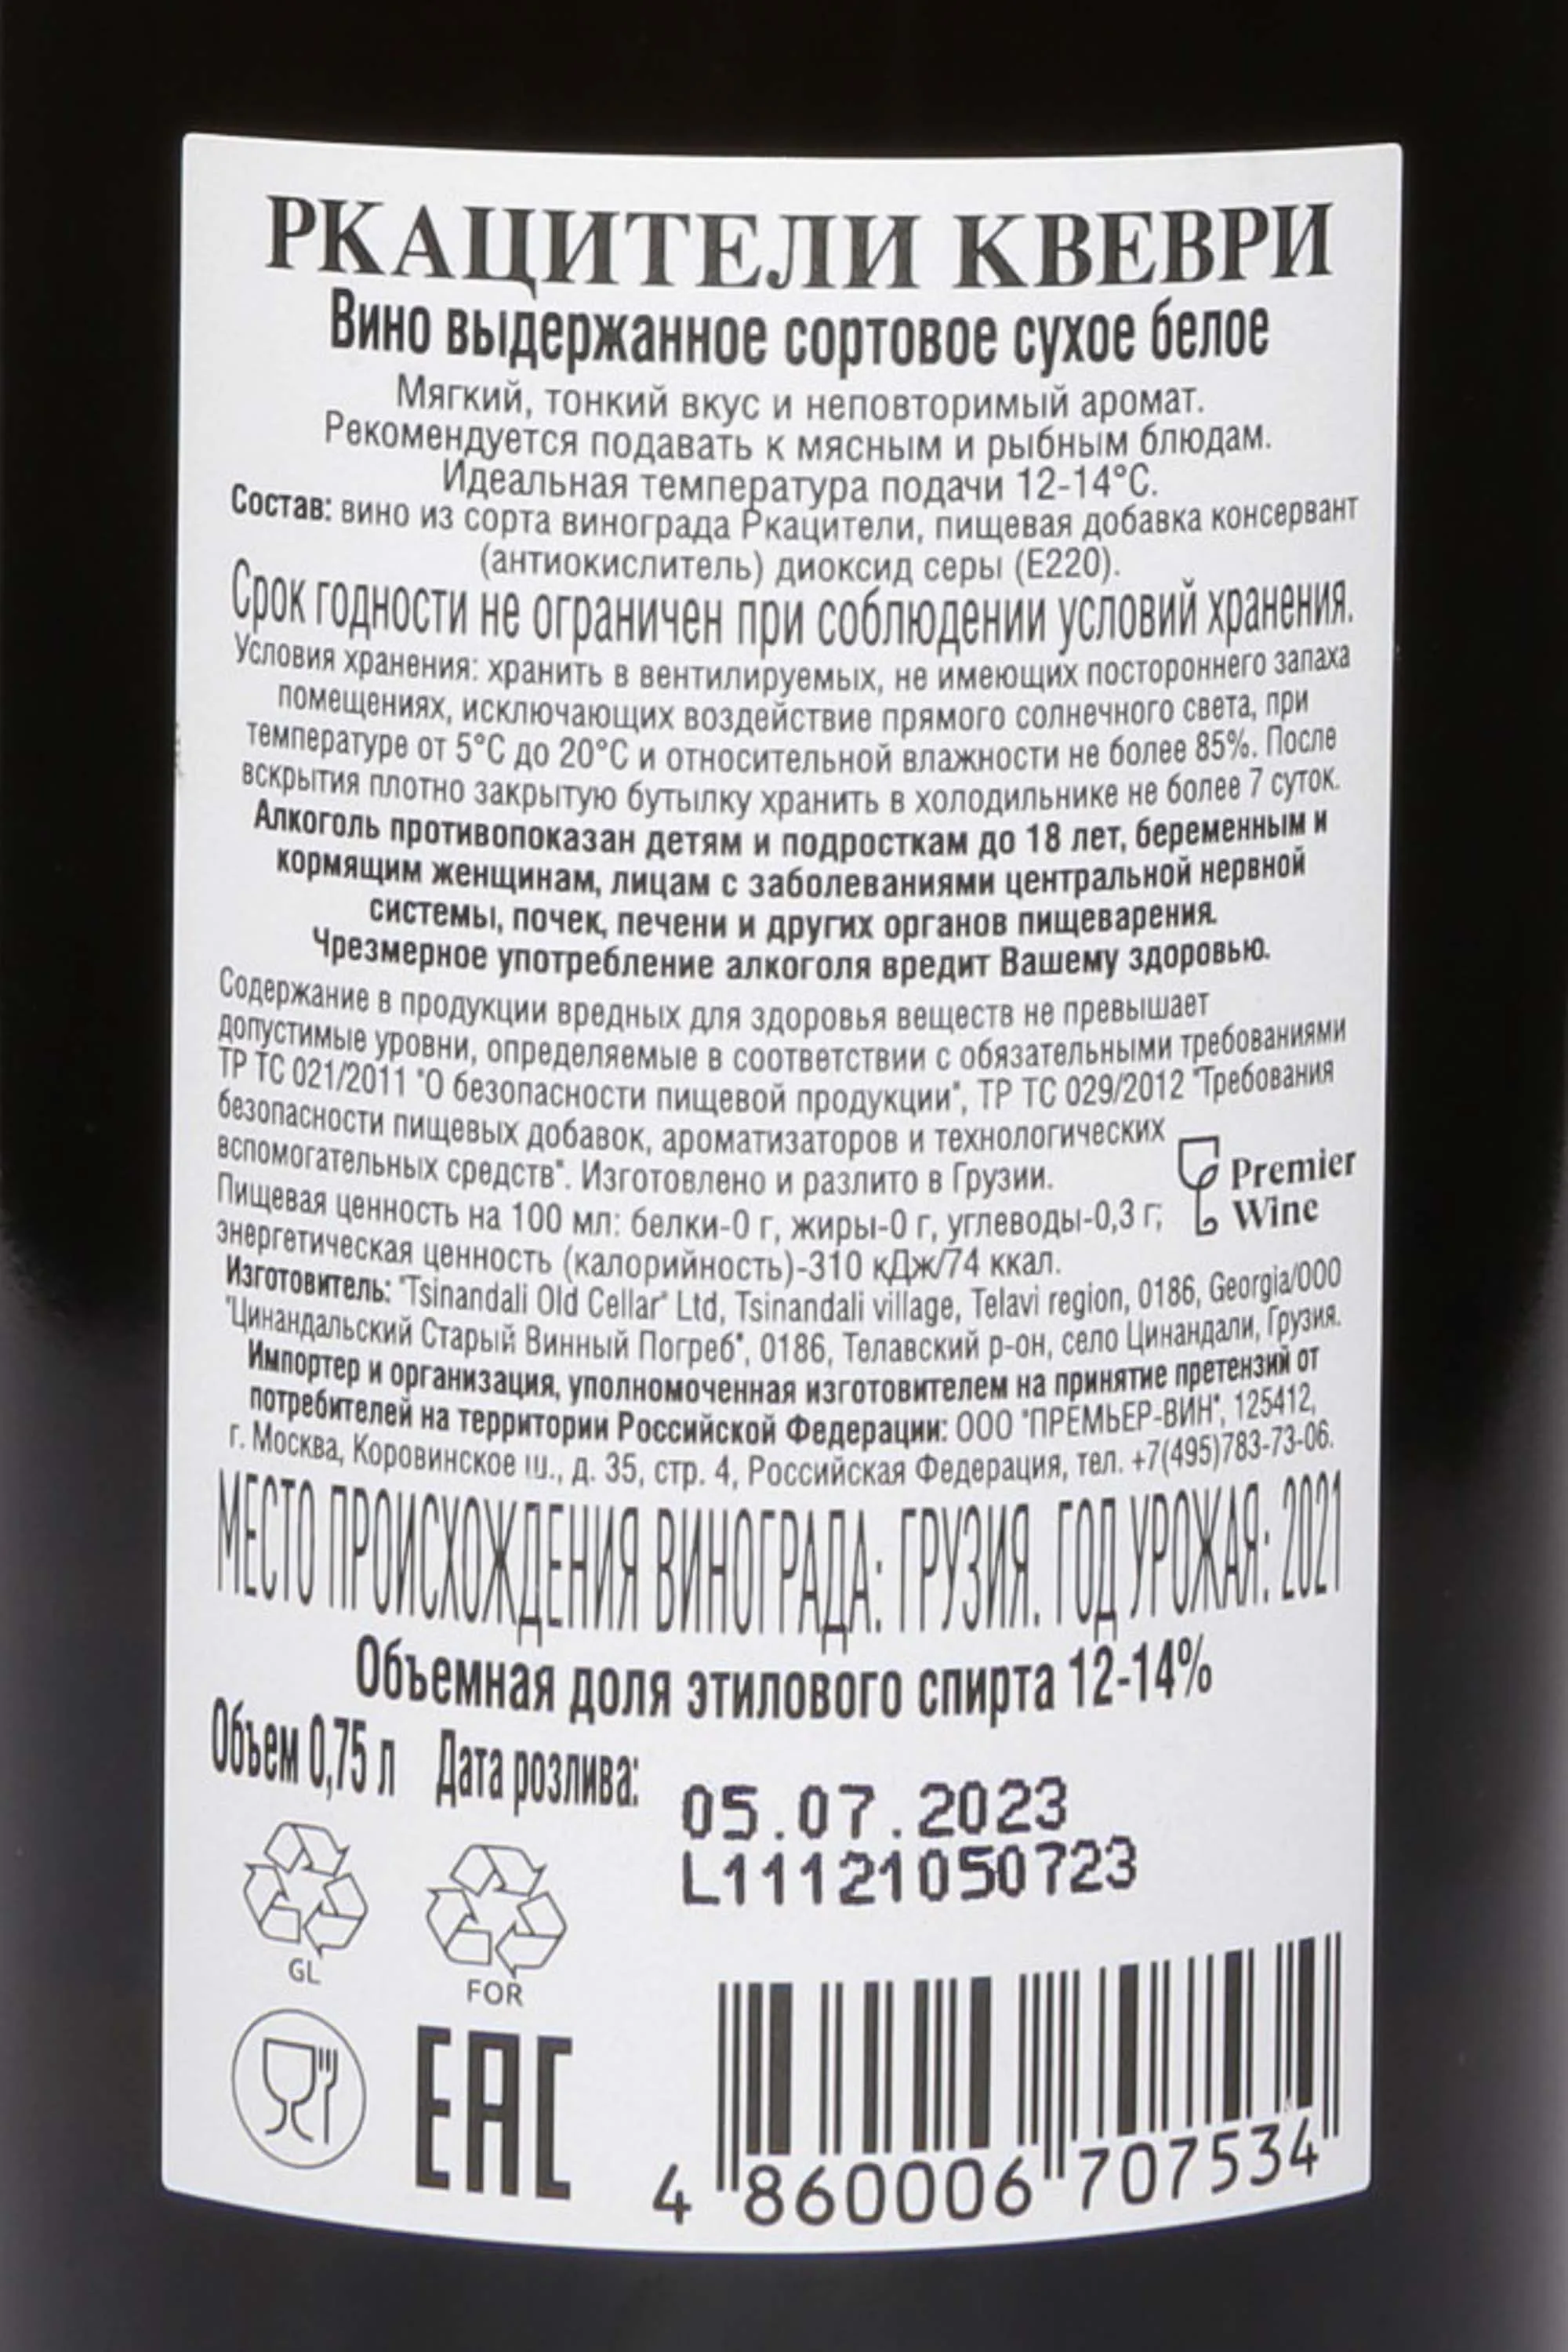 РКАЦИТЕЛИ КВЕВРИ
Вино выдержанное сортовое сухое белое
Мягкий, тонкий вкус и неповторимый аромат.
Рекомендуется подавать к мясным и рыбным блюдам.
Идеальная температура подачи 12-14°С.
Состав: вино из сорта винограда Ркацители, пищевая добавка консервант
(антиокислитель) диоксид серы (Е220).
Срок годности не ограничен при соблюдении условий хранения.
Условия хранения: хранить в вентилируемых, не имеющих постороннего запаха
помещениях, исключающих воздействие прямого солнечного света, при
температуре от 5°С до 20°С и относительной влажности не более 85%. После
вскрытия плотно закрытую бутылку хранить в холодильнике не более 7 суток.
Алкоголь противопоказан детям и подросткам до 18 лет, беременным и
кормящим женщинам, лицам с заболеваниями центральной нервной
системы, почек, печени и других органов пищеварения.
Чрезмерное употребление алкоголя вредит Вашему здоровью.
Содержание в продукции вредных для здоровья веществ не превышает
допустимые уровни, определяемые в соответствии с обязательными требованиями
ТР ТС 021/2011 "О безопасности пищевой продукции", ТР ТС 029/2012 "Требования
безопасности пищевых добавок, ароматизаторов и технологических
вспомогательных средств". Изготовлено и разлито в Грузии.
Premier
Wine
Пищевая ценность на 100 мл: белки-0 г, жиры-0 г, углеводы-0,3 г;
энергетическая ценность (калорийность)-310 кДж/74 ккал.
Изготовитель: "Tsinandali Old Cellar" Ltd, Tsinandali village, Telavi region, 0186, Georgia/ООО
"Цинандальский Старый Винный Погреб", 0186, Телавский р-он, село Цинандали, Грузия.
Импортер и организация, уполномоченная изготовителем на принятие претензий от
потребителей на территории Российской Федерации: ООО "ПРЕМЬЕР-ВИН", 125412,
г. Москва, Коровинское ш., д. 35, стр. 4, Российская Федерация, тел. +7(495)783-73-06.
МЕСТО ПРОИСХОЖДЕНИЯ ВИНОГРАДА: ГРУЗИЯ. ГОД УРОЖАЯ: 2021
Объемная доля этилового спирта 12-14%
Объем 0,75 л Дата розлива:
05.07.2023
L11121050723
GL
FOR
EAC
4 860006 707534